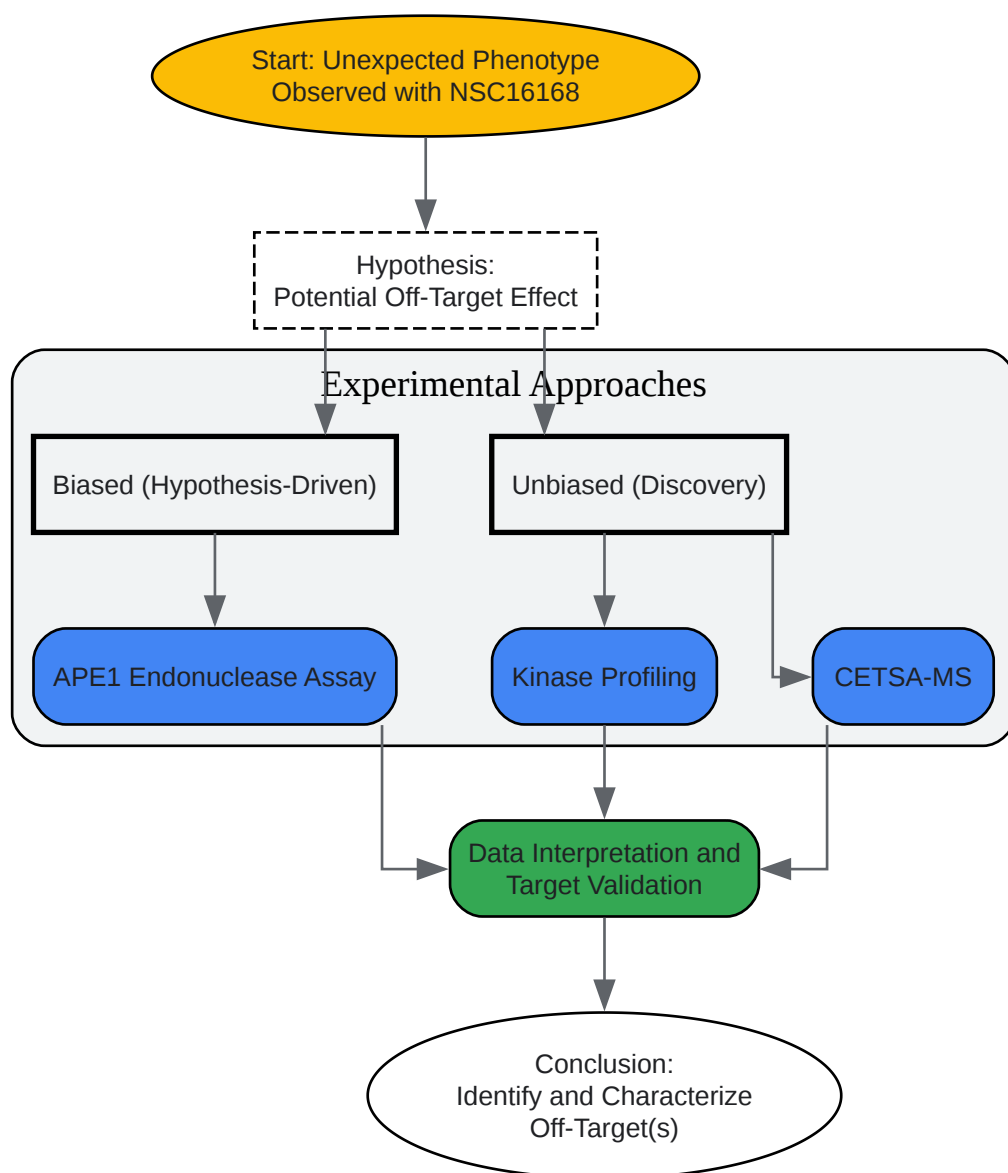 Start: Unexpected Phenotype
Observed with NSC16168
Hypothesis:
Potential Off-Target Effect
Experimental Approaches
Biased (Hypothesis-Driven)
Unbiased (Discovery)
APE1 Endonuclease Assay
Kinase Profiling
CETSA-MS
Data Interpretation and
Target Validation
Conclusion:
Identify and Characterize
Off-Target(s)